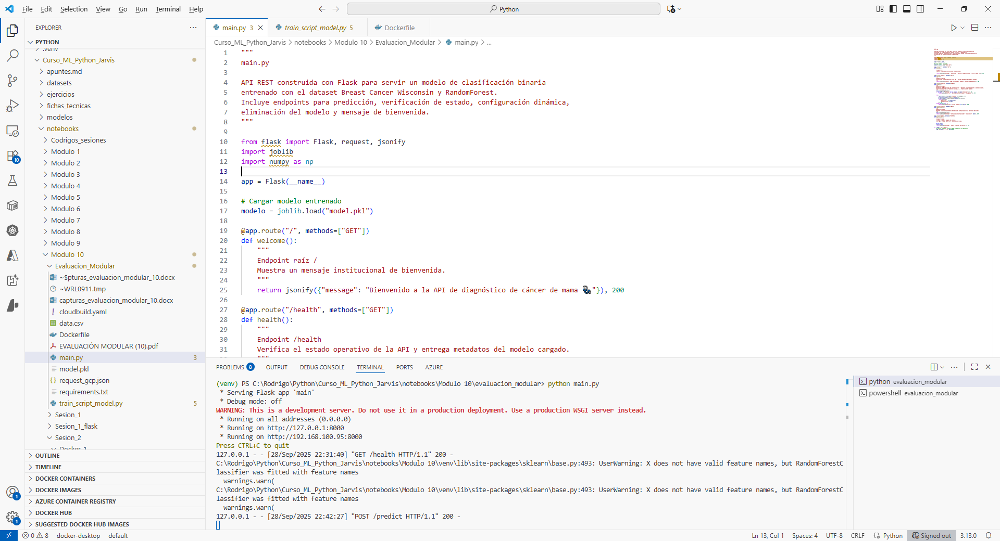 File Edit Selection View Go Run Terminal Help
Python
EXPLORER
PYTHON
.venv
Curso_ML_Python_Jarvis
apuntes.md
datasets
ejercicios
fichas_tecnicas
modelos
notebooks
Codrigos_sesiones
Modulo 1
Modulo 2
Modulo 3
Modulo 4
Modulo 5
Modulo 6
Modulo 7
Modulo 8
Modulo 9
Modulo 10
Evaluacion_Modular
~$pturas_evaluacion_modular_10.docx
~WRL0911.tmp
capturas_evaluacion_modular_10.docx
cloudbuild.yaml
data.csv
Dockerfile
EVALUACIÓN MODULAR (10).pdf
main.py 3
model.pkl
request_gcp.json
requirements.txt
train_script_model.py 5
Sesion_1
Sesion_1_flask
Sesion_2
Docker_1
OUTLINE
TIMELINE
DOCKER CONTAINERS
DOCKER IMAGES
AZURE CONTAINER REGISTRY
DOCKER HUB
SUGGESTED DOCKER HUB IMAGES
10
1
1
main.py 3 train_script_model.py 5 Dockerfile
Curso_ML_Python_Jarvis > notebooks > Modulo 10 > Evaluacion_Modular > main.py > ...
1 """
2 main.py
3
4 API REST construida con Flask para servir un modelo de clasificación binaria
5 entrenado con el dataset Breast Cancer Wisconsin y RandomForest.
6 Incluye endpoints para predicción, verificación de estado, configuración dinámica,
7 eliminación del modelo y mensaje de bienvenida.
8 """
9
10 from flask import Flask, request, jsonify
11 import joblib
12 import numpy as np
13
14 app = Flask(__name__)
15
16 # Cargar modelo entrenado
17 modelo = joblib.load("model.pkl")
18
19 @app.route("/", methods=["GET"])
20 def welcome():
21 """
22 Endpoint raíz /
23 Muestra un mensaje institucional de bienvenida.
24 """
25 return jsonify({"message": "Bienvenido a la API de diagnóstico de cáncer de mama 🩺"}), 200
26
27 @app.route("/health", methods=["GET"])
28 def health():
29 """
30 Endpoint /health
31 Verifica el estado operativo de la API y entrega metadatos del modelo cargado.
"""
PROBLEMS 8 OUTPUT DEBUG CONSOLE TERMINAL PORTS AZURE
(venv) PS C:\Rodrigo\Python\Curso_ML_Python_Jarvis\notebooks\Modulo 10\evaluacion_modular> python main.py
* Serving Flask app 'main'
* Debug mode: off
WARNING: This is a development server. Do not use it in a production deployment. Use a production WSGI server instead.
* Running on all addresses (0.0.0.0)
* Running on http://127.0.0.1:8000
* Running on http://192.168.100.95:8000
Press CTRL+C to quit
127.0.0.1 - - [28/Sep/2025 22:31:40] "GET /health HTTP/1.1" 200 -
C:\Rodrigo\Python\Curso_ML_Python_Jarvis\notebooks\Modulo 10\venv\lib\site-packages\sklearn\base.py:493: UserWarning: X does not have valid feature names, but RandomForestC
lassifier was fitted with feature names
warnings.warn(
C:\Rodrigo\Python\Curso_ML_Python_Jarvis\notebooks\Modulo 10\venv\lib\site-packages\sklearn\base.py:493: UserWarning: X does not have valid feature names, but RandomForestC
lassifier was fitted with feature names
warnings.warn(
127.0.0.1 - - [28/Sep/2025 22:42:27] "POST /predict HTTP/1.1" 200 -
python evaluacion_modular
powershell evaluacion_modular
0 8 docker-desktop default
Ln 13, Col 1 Spaces: 4 UTF-8 CRLF Python Signed out 3.13.0